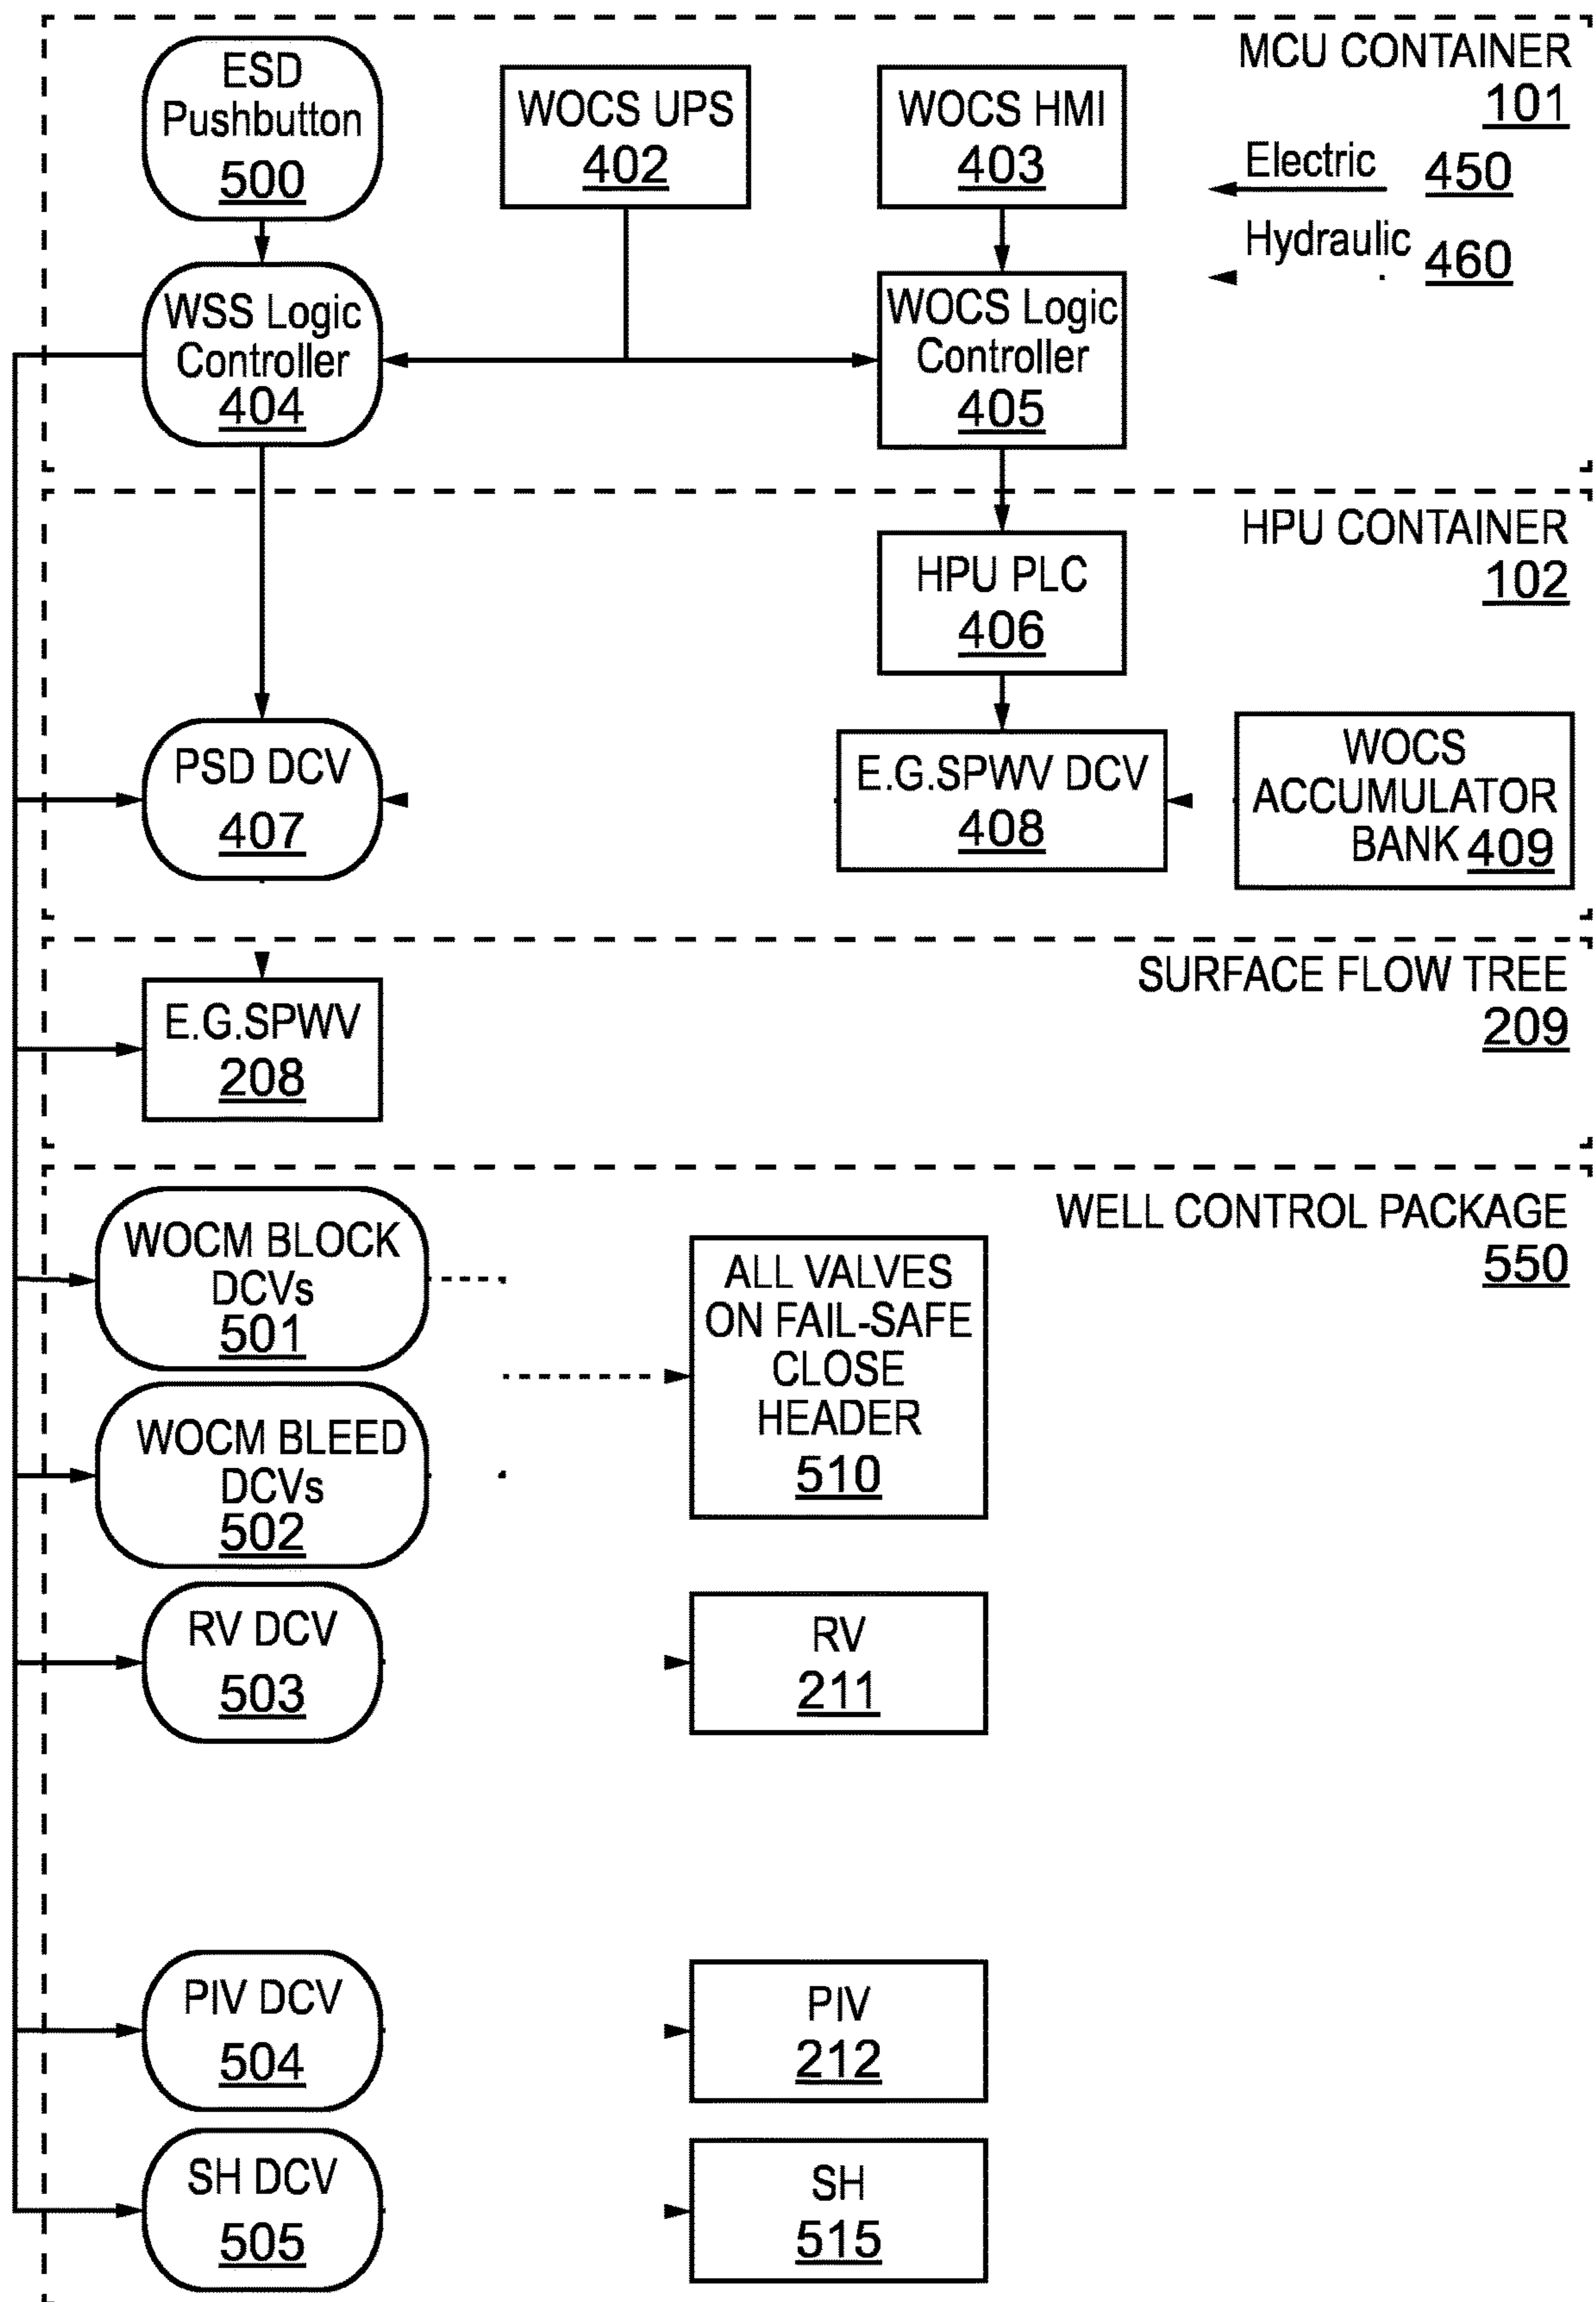 MCU CONTAINER
101
ESD
Pushbutton
500
WOCS UPS
402
WOCS HMI
403
Electric
450
Hydraulic
460
WSS Logic
Controller
404
WOCS Logic
Controller
405
HPU CONTAINER
102
HPU PLC
406
PSD DCV
407
E.G.SPWV DCV
408
WOCS
ACCUMULATOR
BANK 409
SURFACE FLOW TREE
209
E.G.SPWV
208
WELL CONTROL PACKAGE
550
WOCM BLOCK
DCVs
501
ALL VALVES
ON FAIL-SAFE
CLOSE
HEADER
510
WOCM BLEED
DCVs
502
RV DCV
503
RV
211
PIV DCV
504
PIV
212
SH DCV
505
SH
515